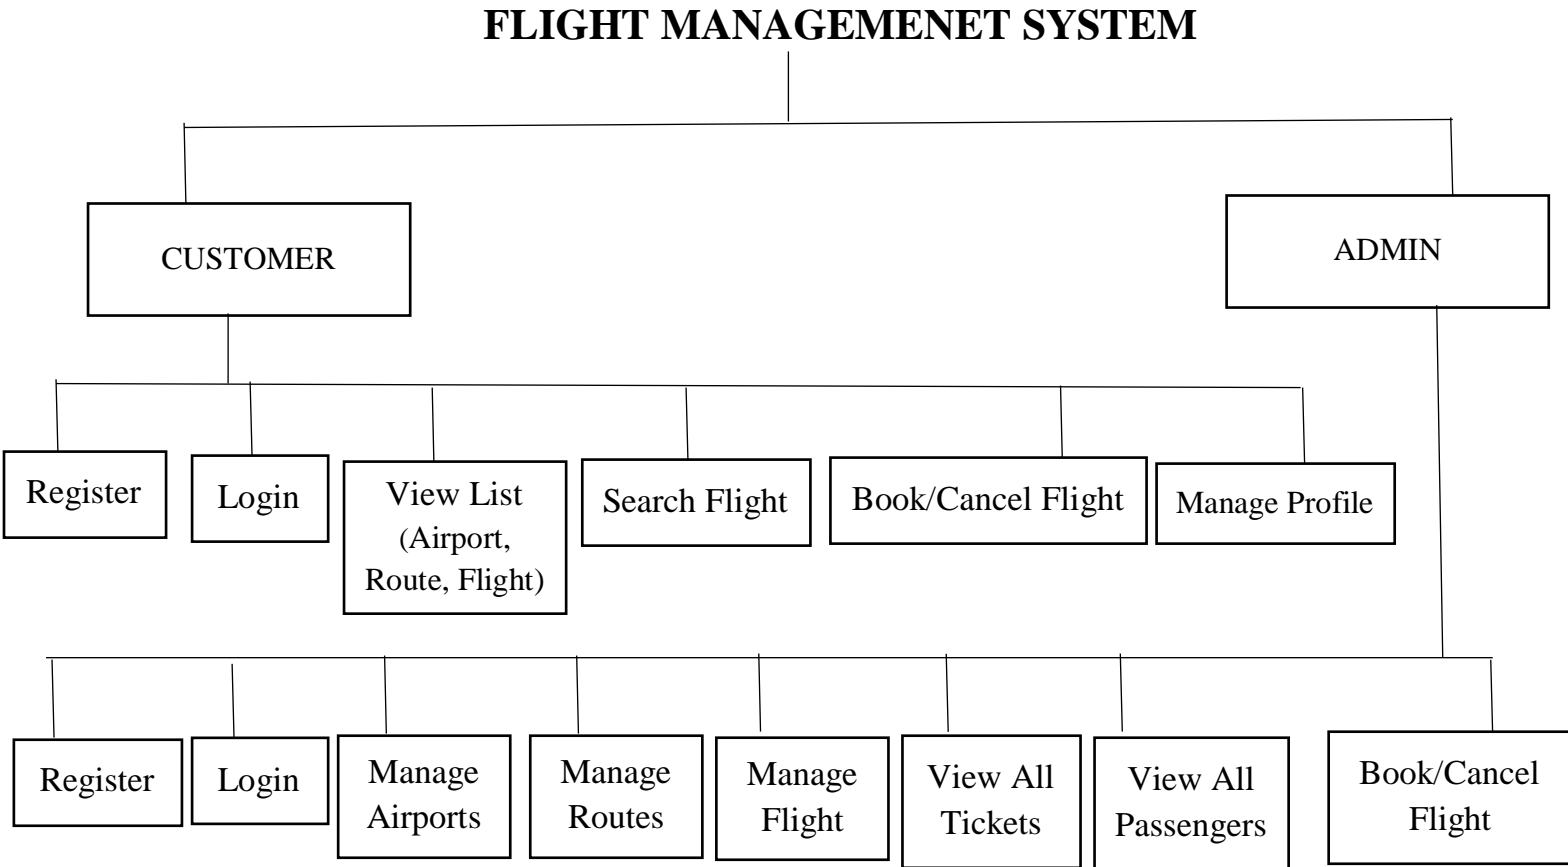 FLIGHT MANAGEMENET SYSTEM
CUSTOMER
ADMIN
Register
Login
View List
(Airport,
Route, Flight)
Search Flight
Book/Cancel Flight
Manage Profile
Register
Login
Manage
Airports
Manage
Routes
Manage
Flight
View All
Tickets
View All
Passengers
Book/Cancel
Flight